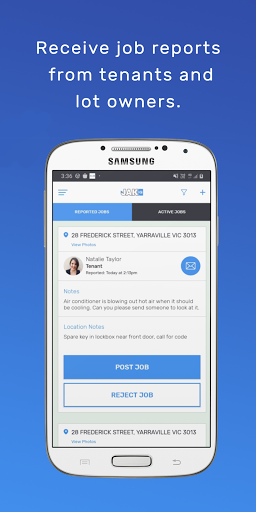 Receive job reports
from tenants and
lot owners.
SAMSUNG
3:36
JAK
REPORTED JOBS
ACTIVE JOBS
28 FREDERICK STREET, YARRAVILLE VIC 3013
View Photos
Natalie Taylor
Tenant
Reported: Today at 2:13pm
Notes
Air conditioner is blowing out hot air when it should
be cooling. Can you please send someone to look at it.
Location Notes
Spare key in lockbox near front door, call for code
POST JOB
REJECT JOB
28 FREDERICK STREET, YARRAVILLE VIC 3013
View Photos